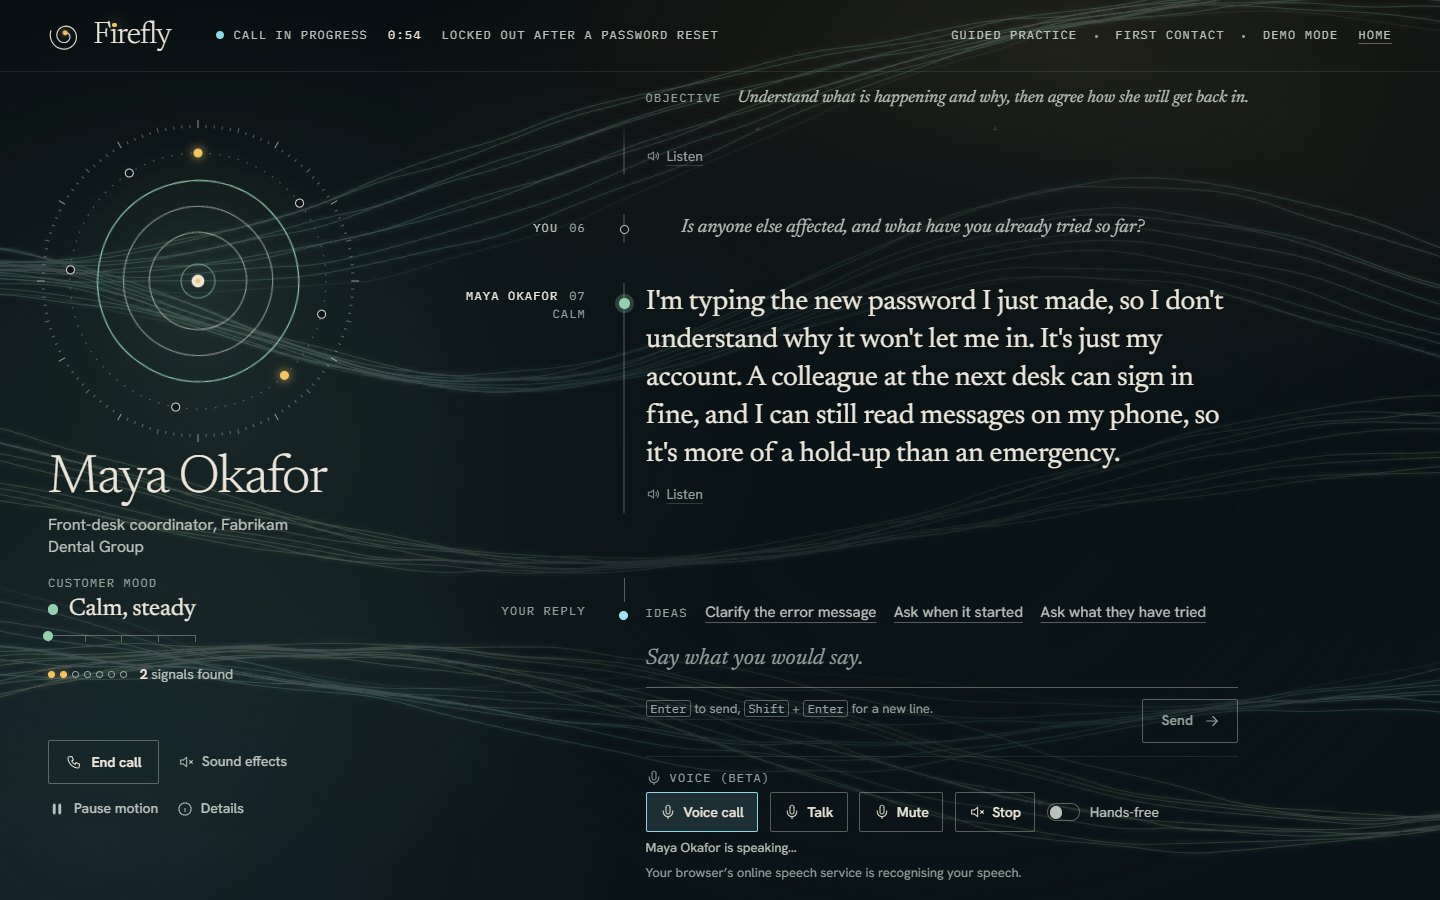 Firefly
CALL IN PROGRESS 0:54 LOCKED OUT AFTER A PASSWORD RESET
GUIDED PRACTICE • FIRST CONTACT • DEMO MODE HOME
OBJECTIVE Understand what is happening and why, then agree how she will get back in.
Listen
YOU 06
Is anyone else affected, and what have you already tried so far?
MAYA OKAFOR 07
CALM
I'm typing the new password I just made, so I don't
understand why it won't let me in. It's just my
account. A colleague at the next desk can sign in
fine, and I can still read messages on my phone, so
it's more of a hold-up than an emergency.
Listen
Maya Okafor
Front-desk coordinator, Fabrikam
Dental Group
CUSTOMER MOOD
Calm, steady
2 signals found
End call
Sound effects
Pause motion
Details
YOUR REPLY
IDEAS Clarify the error message Ask when it started Ask what they have tried
Say what you would say.
Enter to send, Shift + Enter for a new line.
Send →
VOICE (BETA)
Voice call Talk Mute Stop Hands-free
Maya Okafor is speaking…
Your browser’s online speech service is recognising your speech.